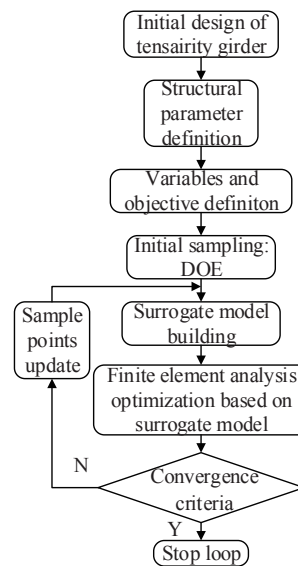 Initial design of
tensairity girder
Structural
parameter
definition
Variables and
objective definiton
Initial sampling:
DOE
Sample
points
update
Surrogate model
building
Finite element analysis
optimization based on
surrogate model
N
Convergence
criteria
Y
Stop loop